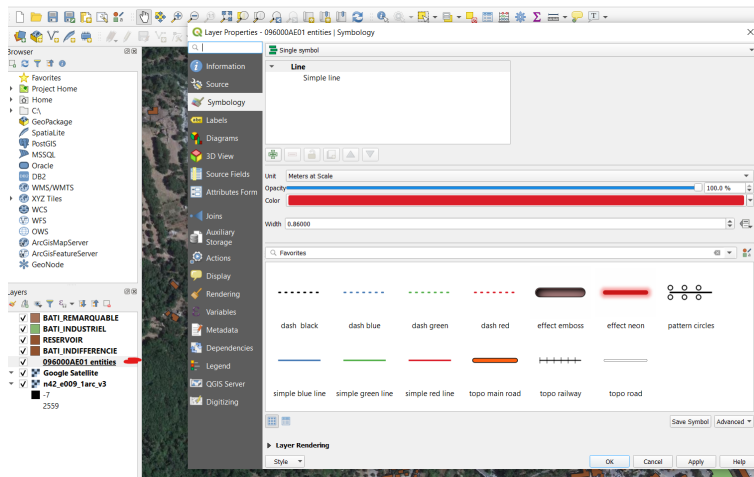 Layer Properties - 096000AE01 entities | Symbology
Browser
Favorites
Project Home
Home
C:\
GeoPackage
SpatiaLite
PostGIS
MSSQL
Oracle
DB2
WMS/WMTS
XYZ Tiles
WCS
WFS
OWS
ArcGisMapServer
ArcGisFeatureServer
GeoNode
Layers
BATI_REMARQUABLE
BATI_INDUSTRIEL
RESERVOIR
BATI_INDIFFERENCIE
096000AE01 entities
Google Satellite
n42_e009_1arc_v3
-7
2559
Information
Source
Symbology
abc Labels
Diagrams
3D View
Source Fields
Attributes Form
Joins
Auxiliary
Storage
Actions
Display
Rendering
Variables
Metadata
Dependencies
Legend
QGIS Server
Digitizing
Single symbol
Line
Simple line
Unit Meters at Scale
Opacity 100.0 %
Color
Width 0.86000
Favorites
dash black dash blue dash green dash red effect emboss effect neon pattern circles
simple blue line simple green line simple red line topo main road topo railway topo road
Save Symbol Advanced
Layer Rendering
Style OK Cancel Apply Help